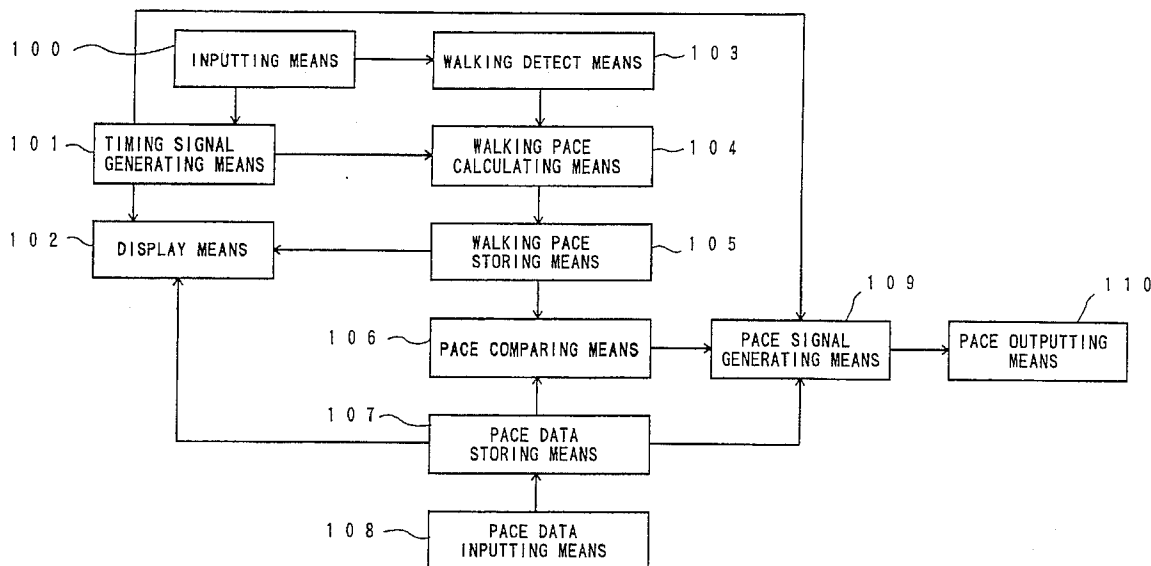 100
INPUTTING MEANS
WALKING DETECT MEANS
103
101
TIMING SIGNAL
GENERATING MEANS
WALKING PACE
CALCULATING MEANS
104
102
DISPLAY MEANS
WALKING PACE
STORING MEANS
105
106
PACE COMPARING MEANS
PACE SIGNAL
GENERATING MEANS
109
PACE OUTPUTTING
MEANS
110
107
PACE DATA
STORING MEANS
108
PACE DATA
INPUTTING MEANS